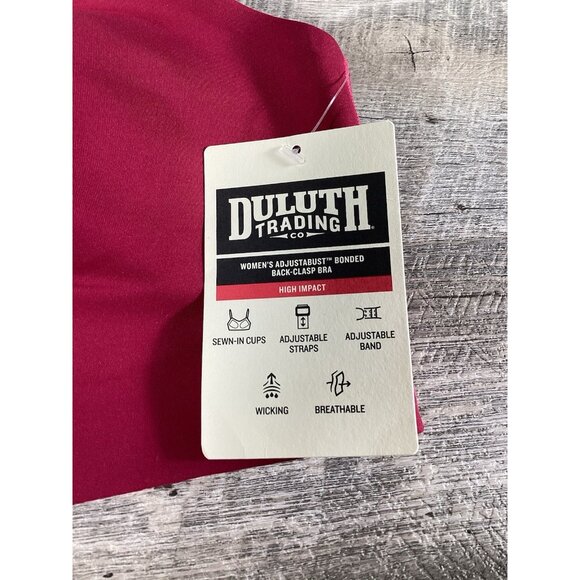 DULUTH®
TRADING
CO
WOMEN'S ADJUSTABUST™ BONDED
BACK-CLASP BRA
HIGH IMPACT
SEWN-IN CUPS
ADJUSTABLE
STRAPS
ADJUSTABLE
BAND
WICKING
BREATHABLE